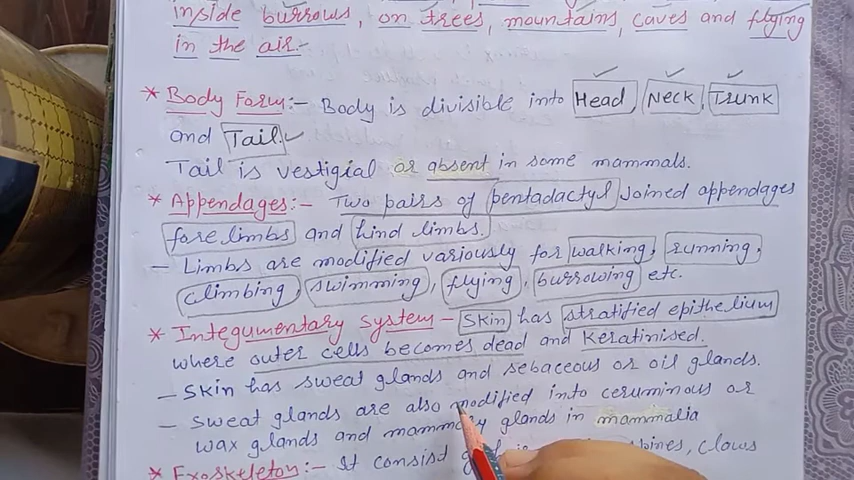 inside burrows, on trees, mountains, caves and flying
in the air.-
* Body Form:- Body is divisible into Head, Neck, Trunk
and Tail.
Tail is vestigial or absent in some mammals.
* Appendages:- Two pairs of pentadactyl joined appendages
forelimbs and hind limbs.
- Limbs are modified variously for walking, running,
climbing, swimming, flying, burrowing etc.
* Integumentary system - Skin has stratified epithelium
where outer cells becomes dead and Keratinised.
- Skin has sweat glands and sebaceous or oil glands.
- Sweat glands are also modified into ceruminous or
wax glands and mammary glands in mammalia
* Exoskeleton:- It consist claws